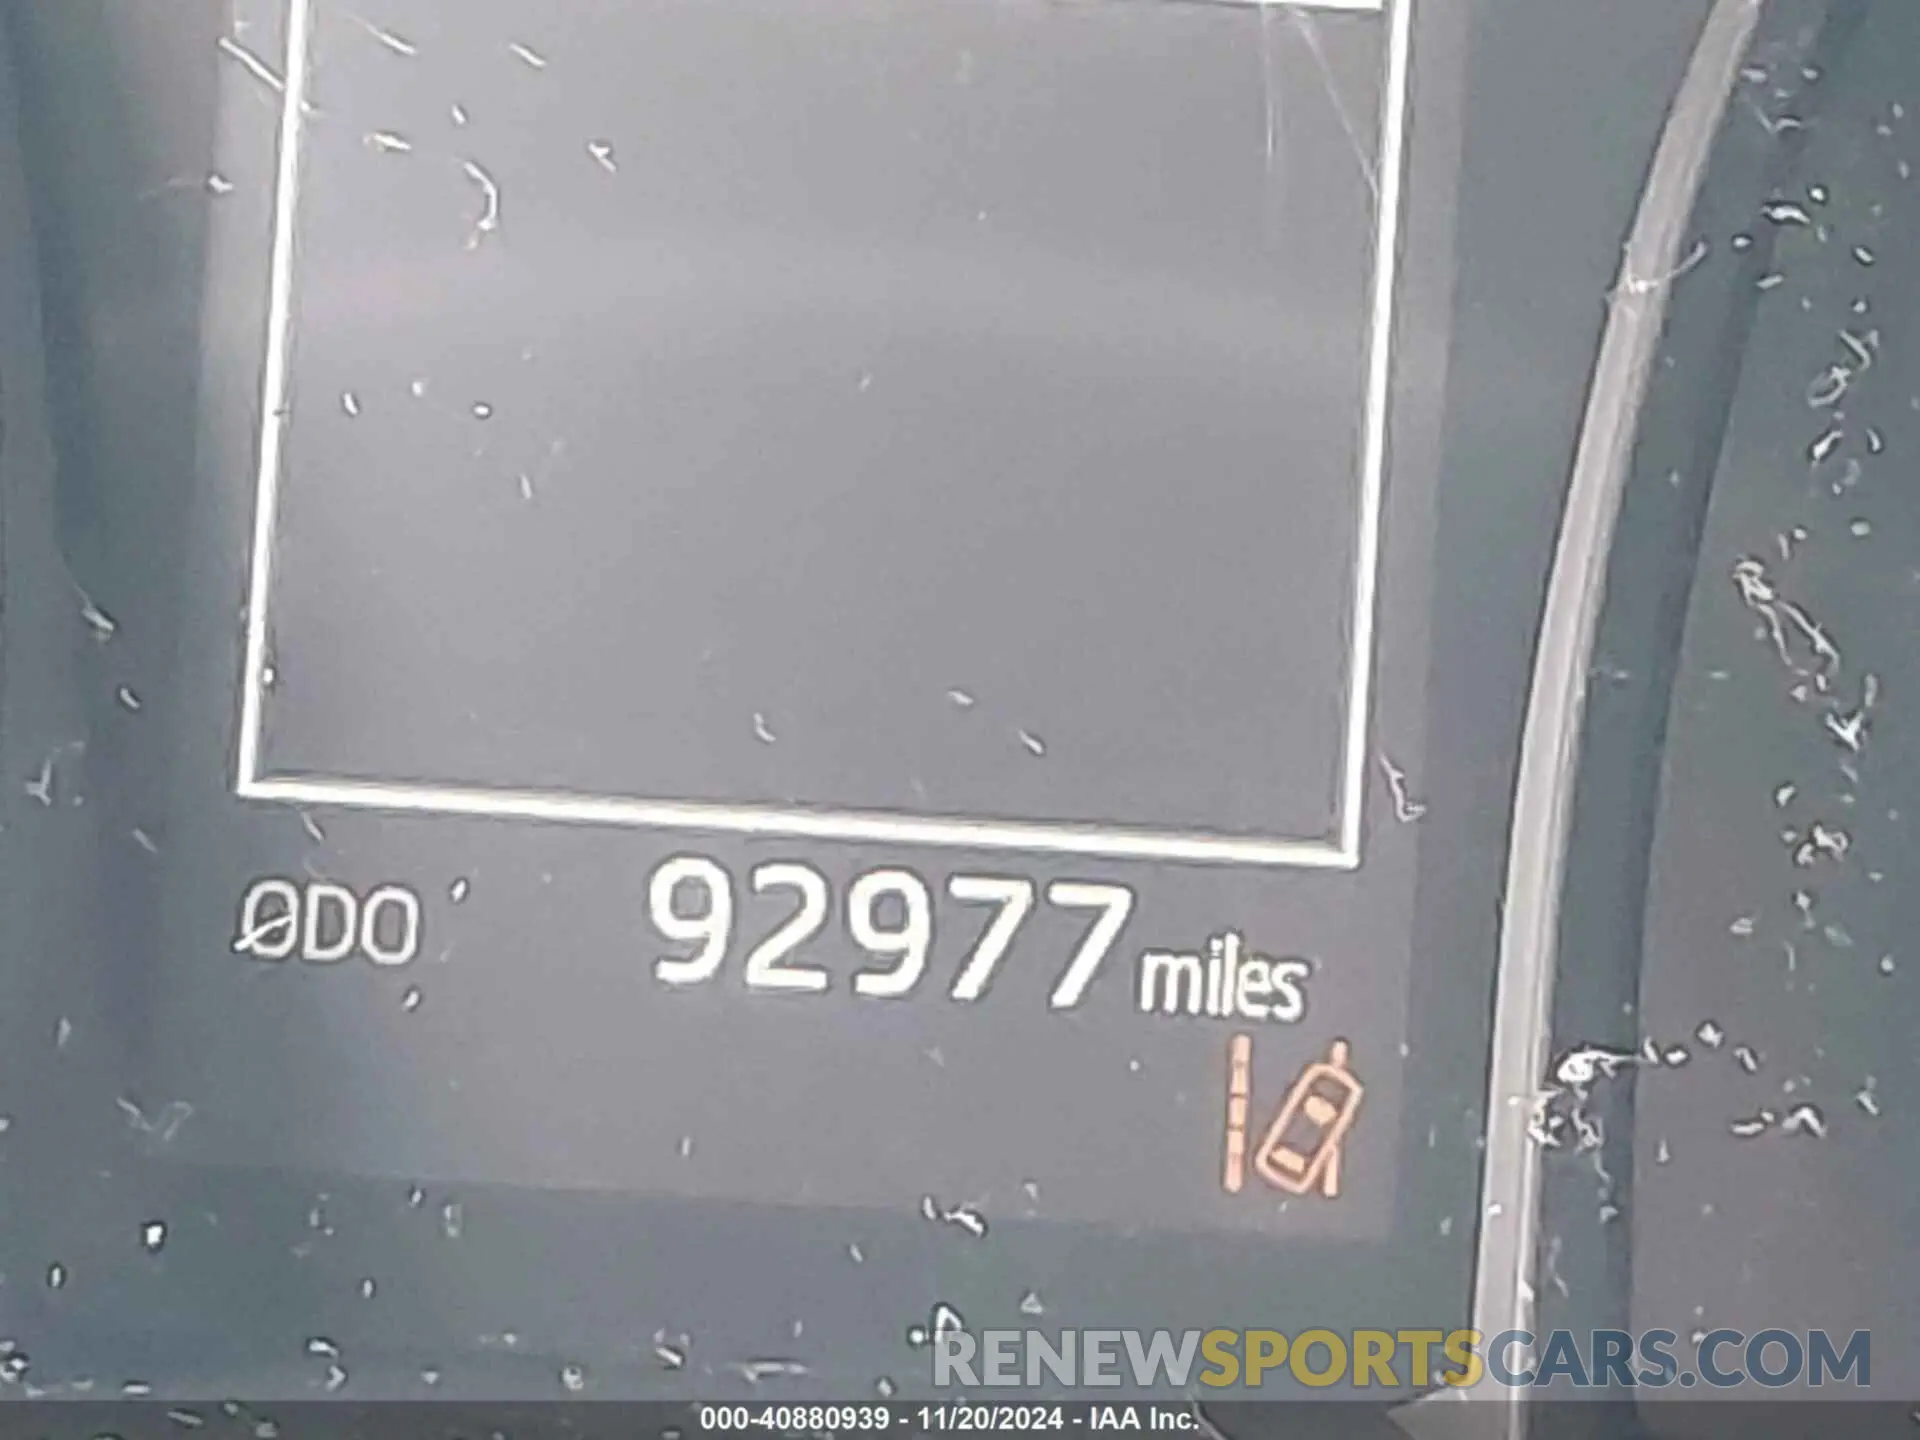 ODO 92977 miles
RENEWSPORTSCARS.COM
000-40880939 - 11/20/2024 - IAA Inc.